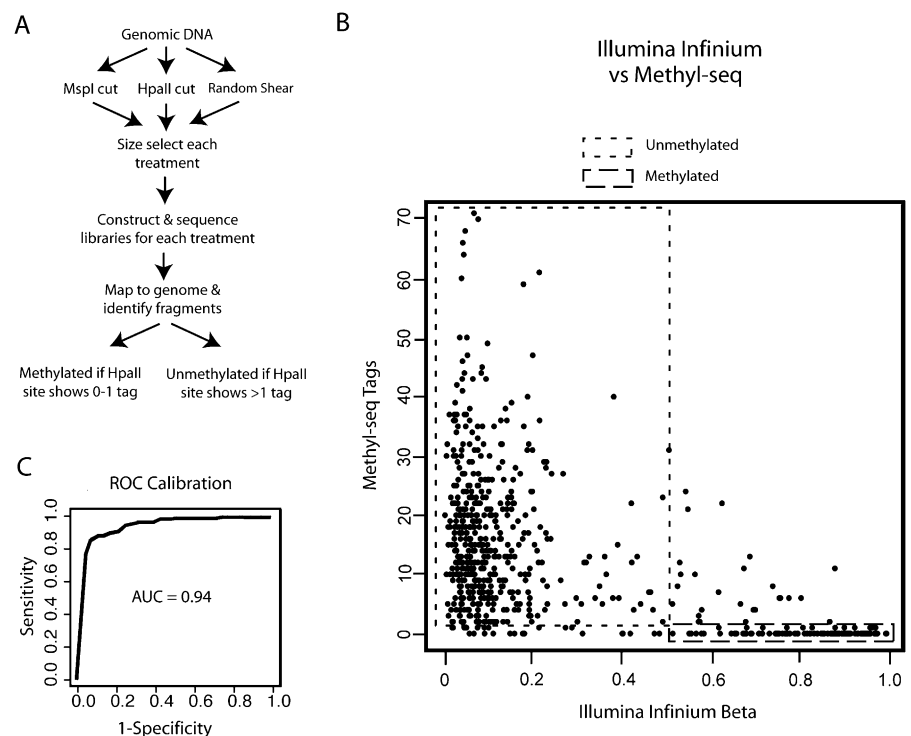 A
Genomic DNA
MspI cut
HpaII cut
Random Shear
Size select each
treatment
Construct & sequence
libraries for each treatment
Map to genome &
identify fragments
Methylated if HpaII
site shows 0-1 tag
Unmethylated if HpaII
site shows >1 tag
B
Illumina Infinium
vs Methyl-seq
Unmethylated
Methylated
Methyl-seq Tags
70
60
50
40
30
20
10
0
0
0.2
0.4
0.6
0.8
1.0
Illumina Infinium Beta
C
ROC Calibration
Sensitivity
1.0
0.8
0.6
0.4
0.2
0.0
AUC = 0.94
0.0
0.2
0.4
0.6
0.8
1.0
1-Specificity